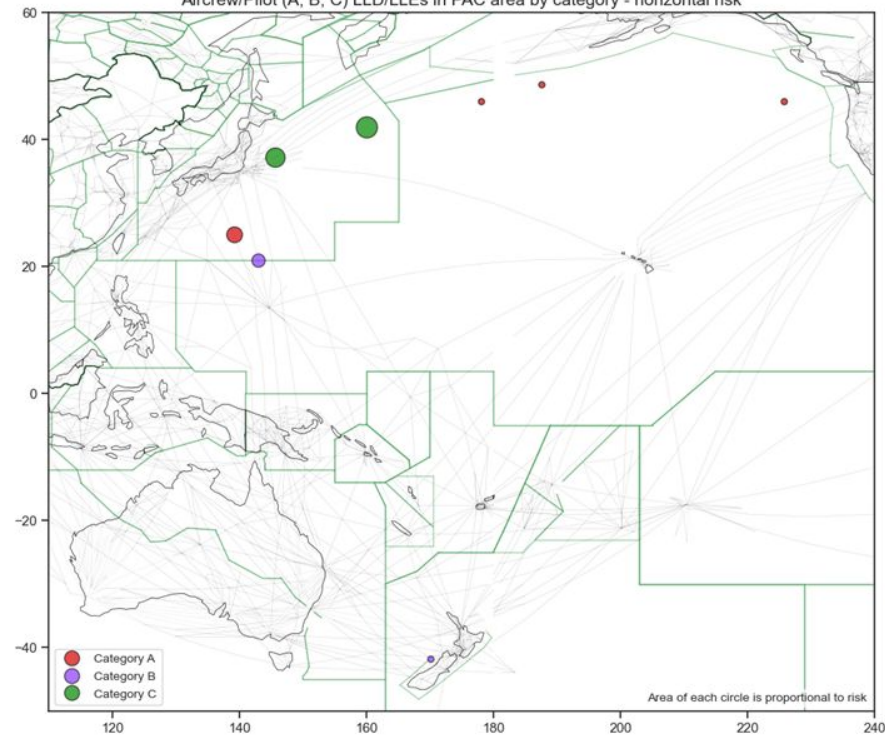 Aircrew/Pilot (A, B, C) LLD/LLEs in PAC area by category - horizontal risk
60
40
20
0
−20
−40
Category A
Category B
Category C
Area of each circle is proportional to risk
120
140
160
180
200
220
240